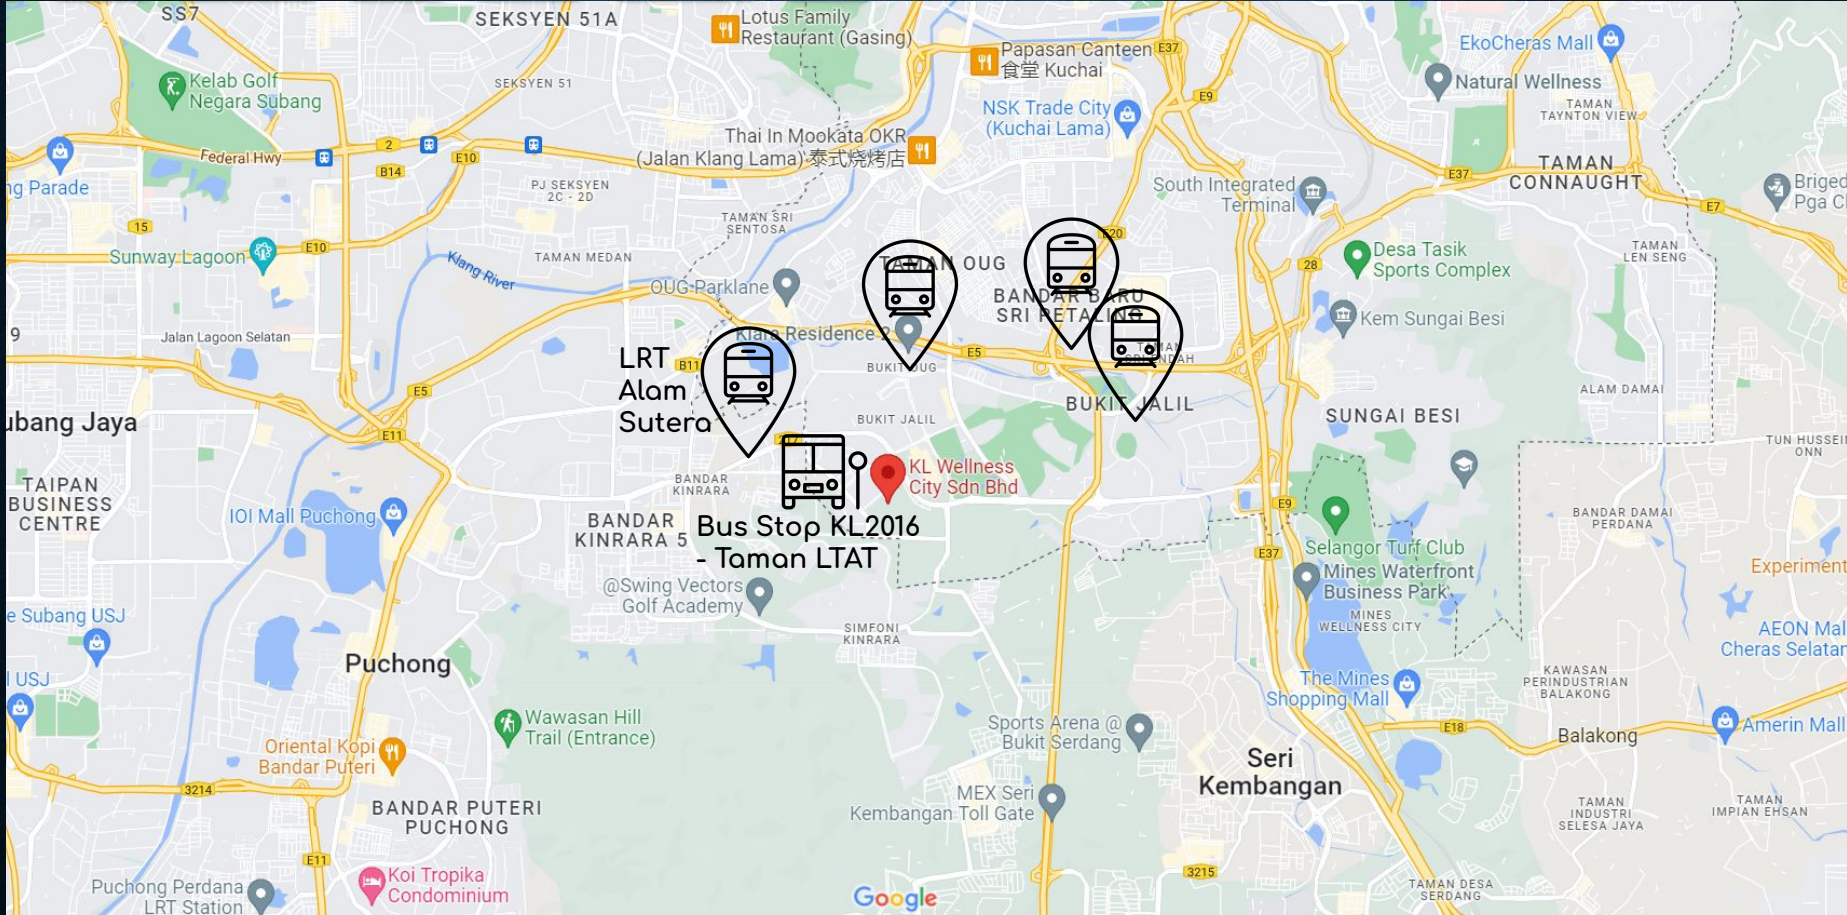 SS7
SEKSYEN 51A
Lotus Family
Restaurant (Gasing)
Papasan Canteen
食堂 Kuchai
E37
EkoCheras Mall
Kelab Golf
Negara Subang
SEKSYEN 51
E9
Natural Wellness
NSK Trade City
(Kuchai Lama)
TAMAN
TAYNTON VIEW
Thai In Mookata OKR
(Jalan Klang Lama) 泰式烧烤店
Federal Hwy
2
E10
B14
ng Parade
PJ SEKSYEN
2C - 2D
TAMAN
CONNAUGHT
E37
South Integrated
Terminal
Briged
Pga C
E7
15
TAMAN SRI
SENTOSA
E20
E10
Sunway Lagoon
TAMAN MEDAN
Klang River
TAMAN OUG
28
Desa Tasik
Sports Complex
TAMAN
LEN SENG
OUG Parklane
BANDAR BARU
SRI PETALING
Kem Sungai Besi
9
Jalan Lagoon Selatan
Kiara Residence 2
E5
TAMAN
SRI ENDAH
LRT
Alam
Sutera
B11
BUKIT OUG
E5
ALAM DAMAI
ubang Jaya
E11
BUKIT JALIL
BUKIT JALIL
SUNGAI BESI
217
TUN HUSSEIN
ONN
KL Wellness
City Sdn Bhd
TAIPAN
BUSINESS
CENTRE
BANDAR
KINRARA
IOI Mall Puchong
BANDAR
KINRARA 5
Bus Stop KL2016
- Taman LTAT
E9
BANDAR DAMAI
PERDANA
E37
Selangor Turf Club
Mines Waterfront
Business Park
Experiment
@Swing Vectors
Golf Academy
MINES
WELLNESS CITY
e Subang USJ
SIMFONI
KINRARA
AEON Mal
Cheras Selatan
Puchong
USJ
The Mines
Shopping Mall
KAWASAN
PERINDUSTRIAN
BALAKONG
Wawasan Hill
Trail (Entrance)
Sports Arena @
Bukit Serdang
E18
Balakong
Amerin Mall
Oriental Kopi
Bandar Puteri
Seri
Kembangan
3214
BANDAR PUTERI
PUCHONG
MEX Seri
Kembangan Toll Gate
TAMAN
INDUSTRI
SELESA JAYA
TAMAN
IMPIAN EHSAN
E11
Koi Tropika
Condominium
3215
Puchong Perdana
LRT Station
Google
TAMAN DESA
SERDANG